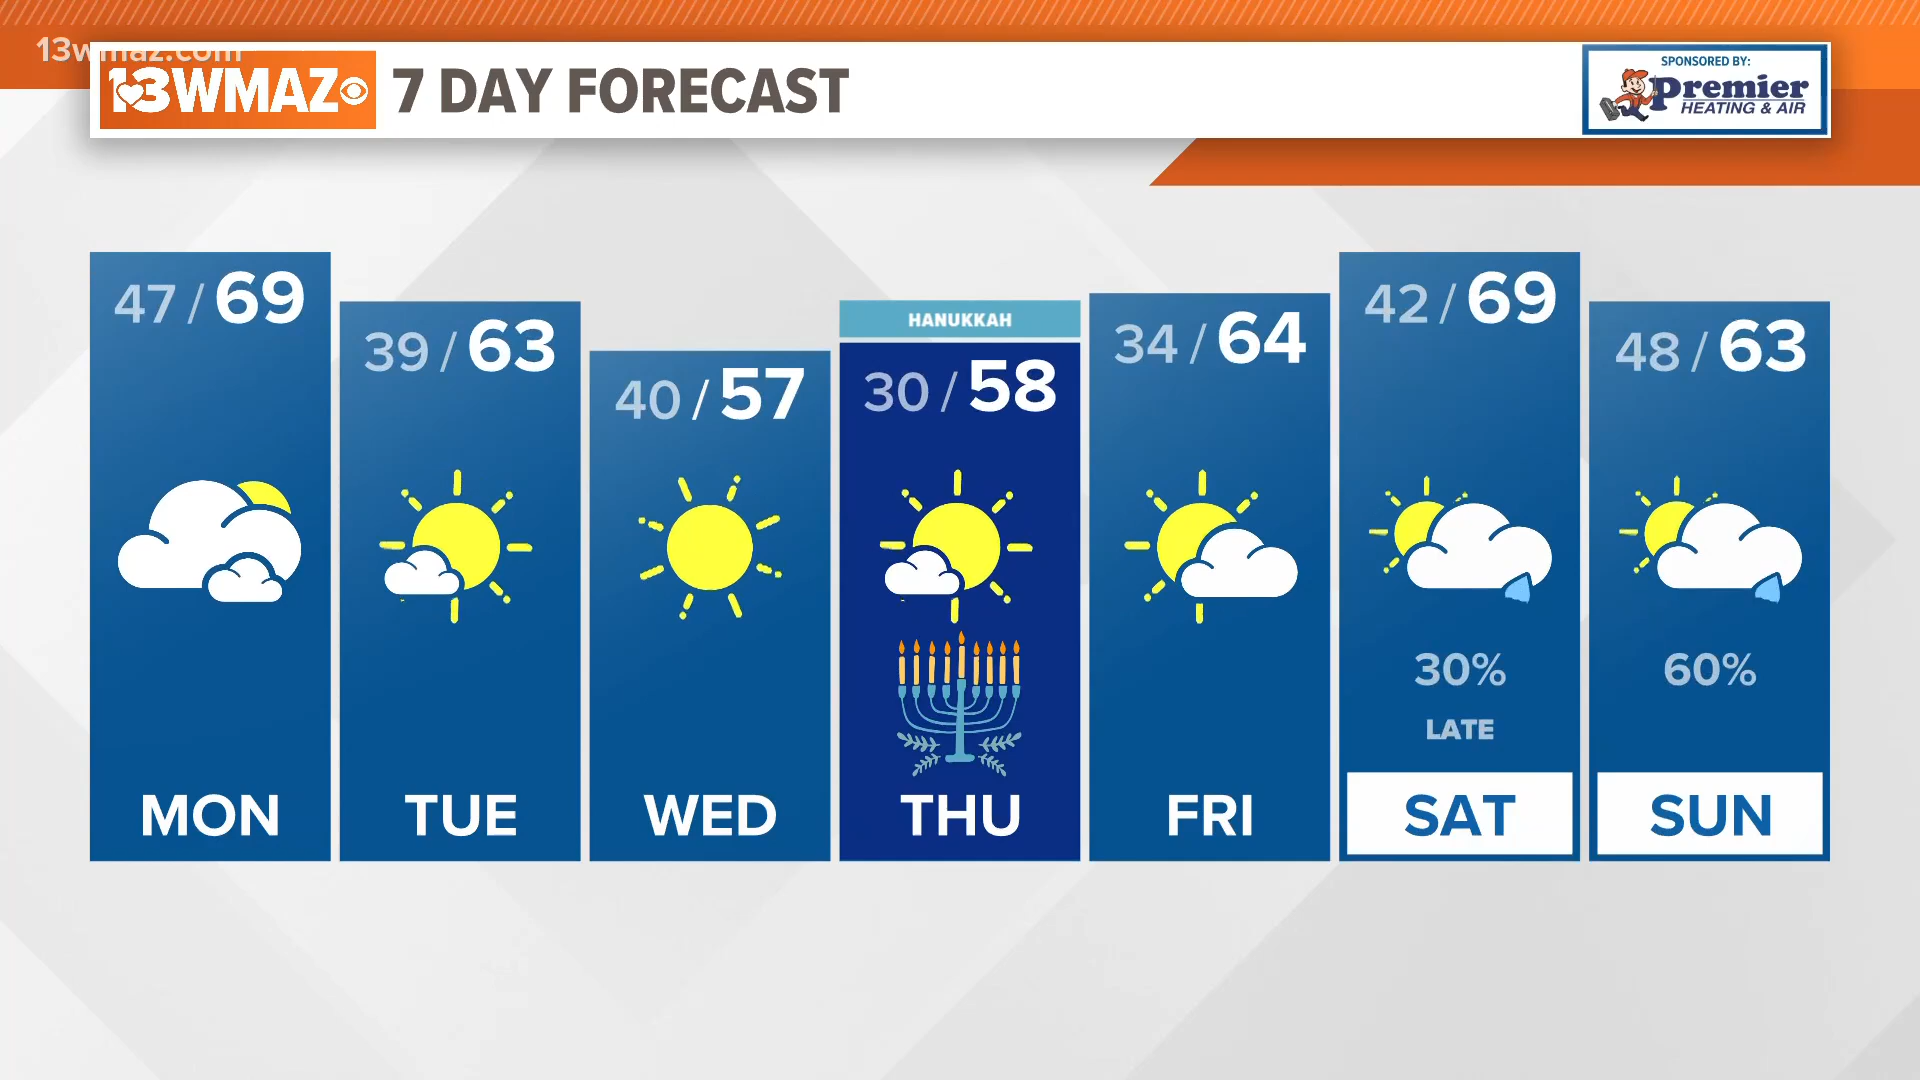 13wmaz.com
13WMAZ 7 DAY FORECAST
SPONSORED BY:
Premier
HEATING & AIR
47 / 69
MON
39 / 63
TUE
40 / 57
WED
HANUKKAH
30 / 58
THU
34 / 64
FRI
42 / 69
30%
LATE
SAT
48 / 63
60%
SUN